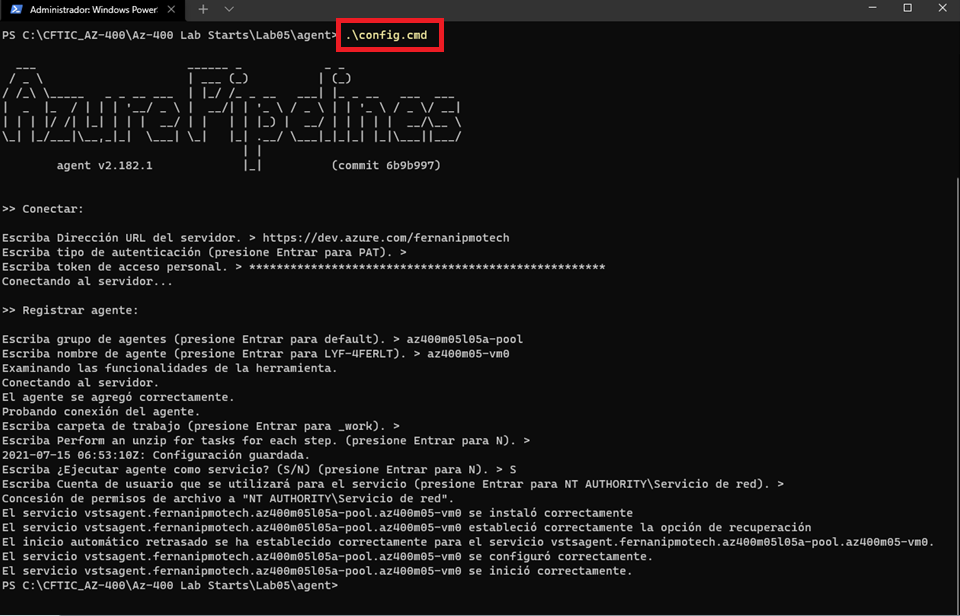 Administrador: Windows Power
PS C:\CFTIC_AZ-400\Az-400 Lab Starts\Lab05\agent> .\config.cmd
Azure Pipelines
agent v2.182.1 (commit 6b9b997)
>> Conectar:
Escriba Dirección URL del servidor. > https://dev.azure.com/fernanipmotech
Escriba tipo de autenticación (presione Entrar para PAT). >
Escriba token de acceso personal. > ****************************************************
Conectando al servidor...
>> Registrar agente:
Escriba grupo de agentes (presione Entrar para default). > az400m05l05a-pool
Escriba nombre de agente (presione Entrar para LYF-4FERLT). > az400m05-vm0
Examinando las funcionalidades de la herramienta.
Conectando al servidor.
El agente se agregó correctamente.
Probando conexión del agente.
Escriba carpeta de trabajo (presione Entrar para _work). >
Escriba Perform an unzip for tasks for each step. (presione Entrar para N). >
2021-07-15 06:53:10Z: Configuración guardada.
Escriba ¿Ejecutar agente como servicio? (S/N) (presione Entrar para N). > S
Escriba Cuenta de usuario que se utilizará para el servicio (presione Entrar para NT AUTHORITY\Servicio de red). >
Concesión de permisos de archivo a "NT AUTHORITY\Servicio de red".
El servicio vstsagent.fernanipmotech.az400m05l05a-pool.az400m05-vm0 se instaló correctamente
El servicio vstsagent.fernanipmotech.az400m05l05a-pool.az400m05-vm0 estableció correctamente la opción de recuperación
El inicio automático retrasado se ha establecido correctamente para el servicio vstsagent.fernanipmotech.az400m05l05a-pool.az400m05-vm0.
El servicio vstsagent.fernanipmotech.az400m05l05a-pool.az400m05-vm0 se configuró correctamente.
El servicio vstsagent.fernanipmotech.az400m05l05a-pool.az400m05-vm0 se inició correctamente.
PS C:\CFTIC_AZ-400\Az-400 Lab Starts\Lab05\agent>